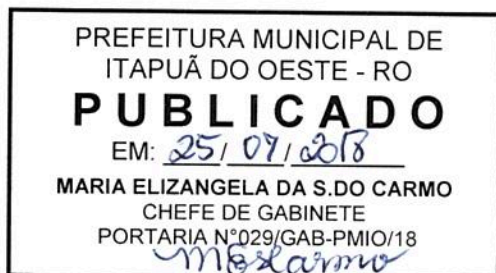 PREFEITURA MUNICIPAL DE
ITAPUÃ DO OESTE - RO
PUBLICADO
EM: 25/ 07/ 2018
MARIA ELIZANGELA DA S.DO CARMO
CHEFE DE GABINETE
PORTARIA N°029/GAB-PMIO/18
MEScarmo